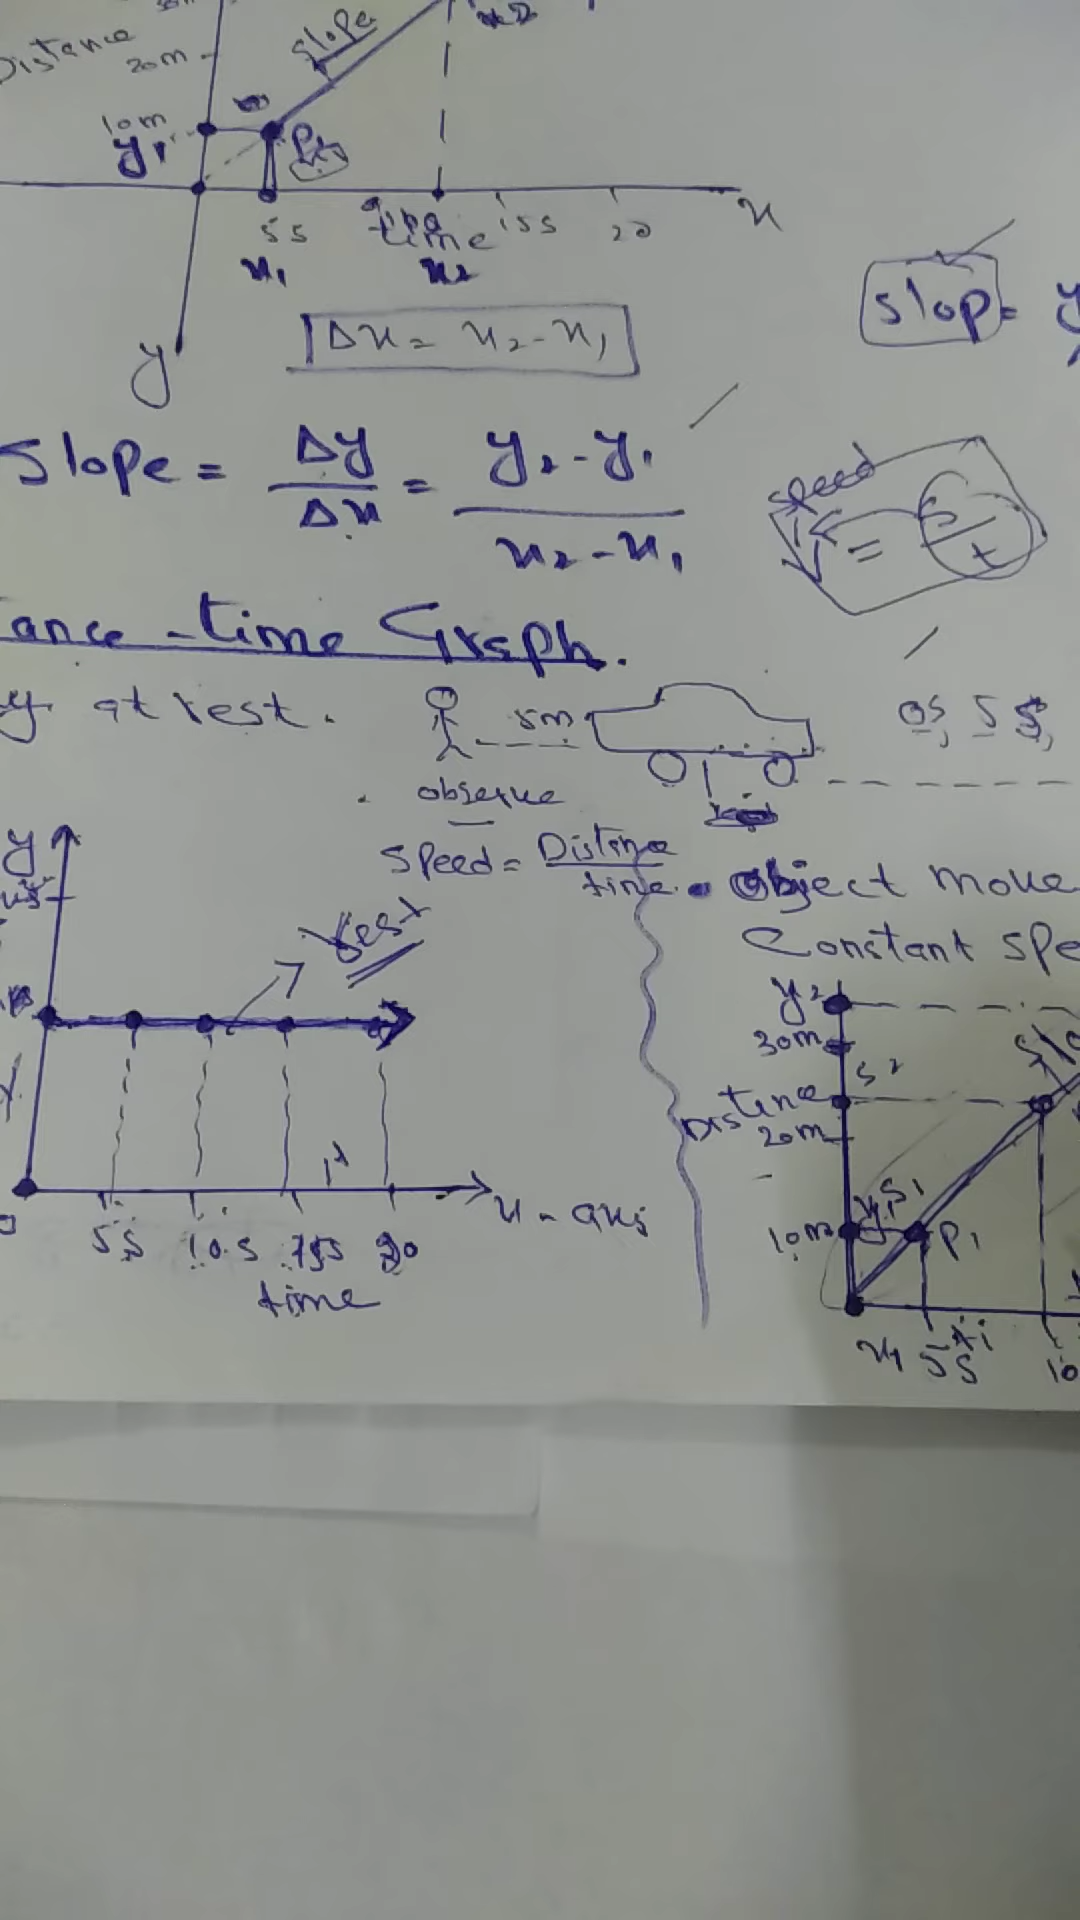 Distance
20m
slope
x2
10m
y1
P1
5s
time
15s
20
x
x1
x2
Δx = x2 - x1
y'
slop = y
Slope = Δy/Δx = y2 - y1 / x2 - x1
speed
V = S/t
ance - time Graph.
y at rest.
5m
0s, 5s,
observe
Speed = Distance/time
Object move
Constant spe
y
rest
5s 10s 15s 20
x - axis
time
y2
30m
S2
Distance
20m
10m y1 S1
P1
x1 5s
10